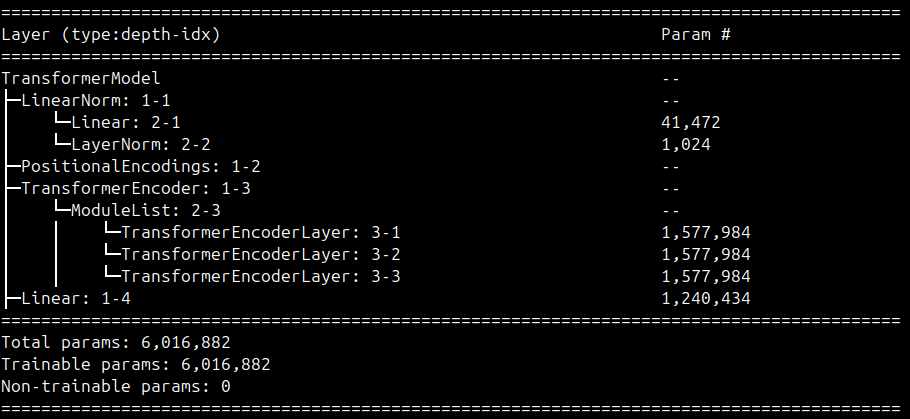 ==========================================================================================
Layer (type:depth-idx)                                            Param #
==========================================================================================
TransformerModel                                                  --
├─LinearNorm: 1-1                                                 --
│    └─Linear: 2-1                                                41,472
│    └─LayerNorm: 2-2                                             1,024
├─PositionalEncodings: 1-2                                        --
├─TransformerEncoder: 1-3                                         --
│    └─ModuleList: 2-3                                            --
│    │    └─TransformerEncoderLayer: 3-1                          1,577,984
│    │    └─TransformerEncoderLayer: 3-2                          1,577,984
│    │    └─TransformerEncoderLayer: 3-3                          1,577,984
├─Linear: 1-4                                                     1,240,434
==========================================================================================
Total params: 6,016,882
Trainable params: 6,016,882
Non-trainable params: 0
==========================================================================================